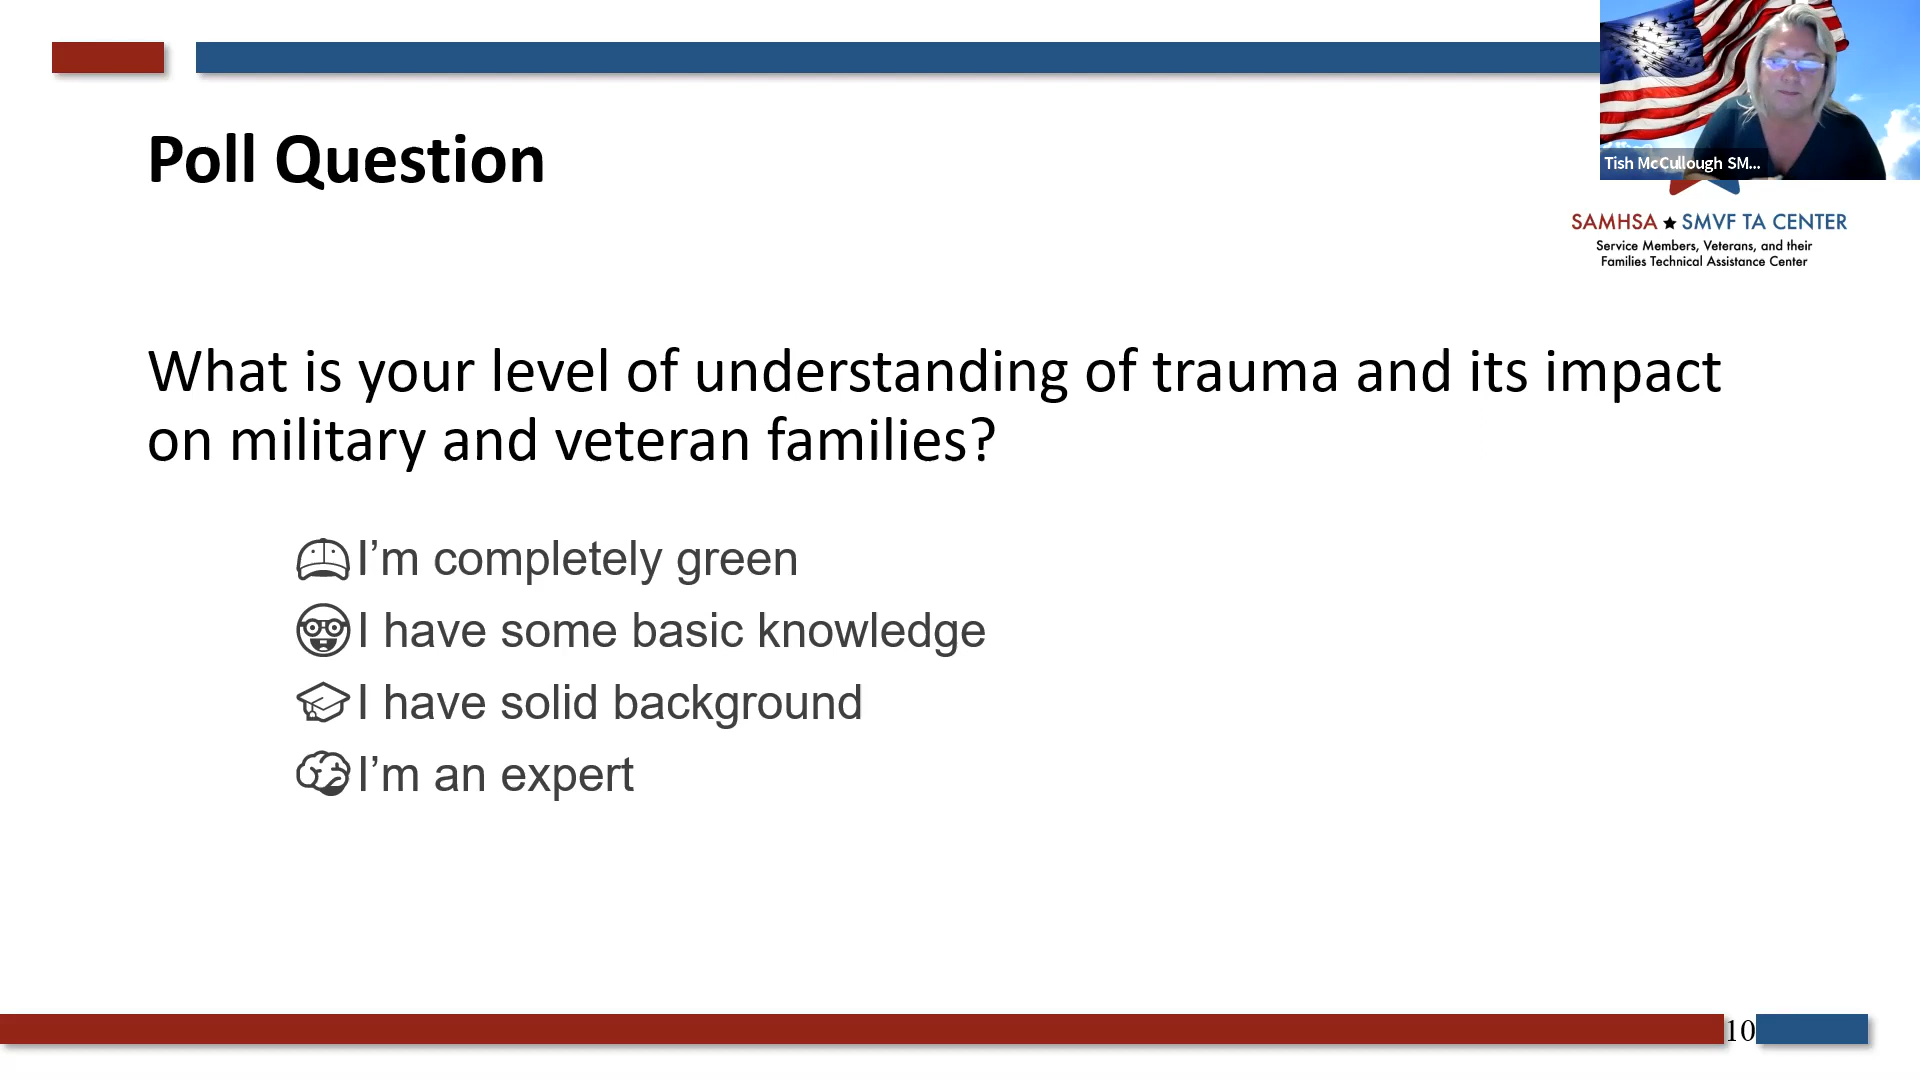 Poll Question
Tish McCullough SM...
SAMHSA ★ SMVF TA CENTER
Service Members, Veterans, and their
Families Technical Assistance Center
What is your level of understanding of trauma and its impact
on military and veteran families?
I’m completely green
I have some basic knowledge
I have solid background
I’m an expert
10